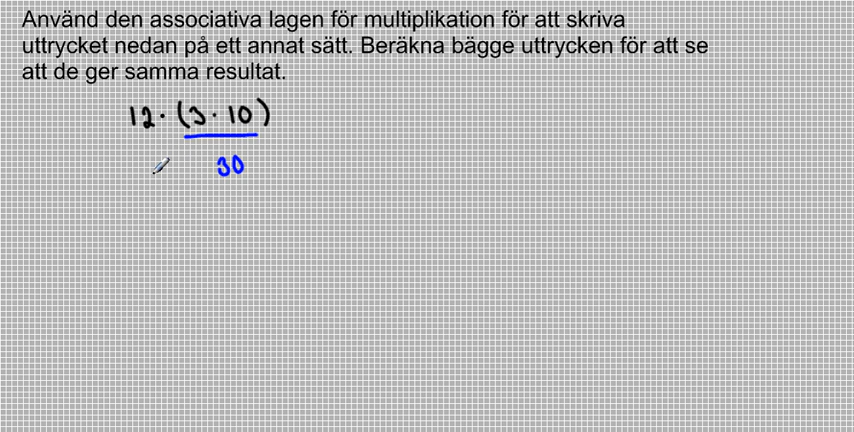 Använd den associativa lagen för multiplikation för att skriva
uttrycket nedan på ett annat sätt. Beräkna bägge uttrycken för att se
att de ger samma resultat.
12 · (3 · 10)
30